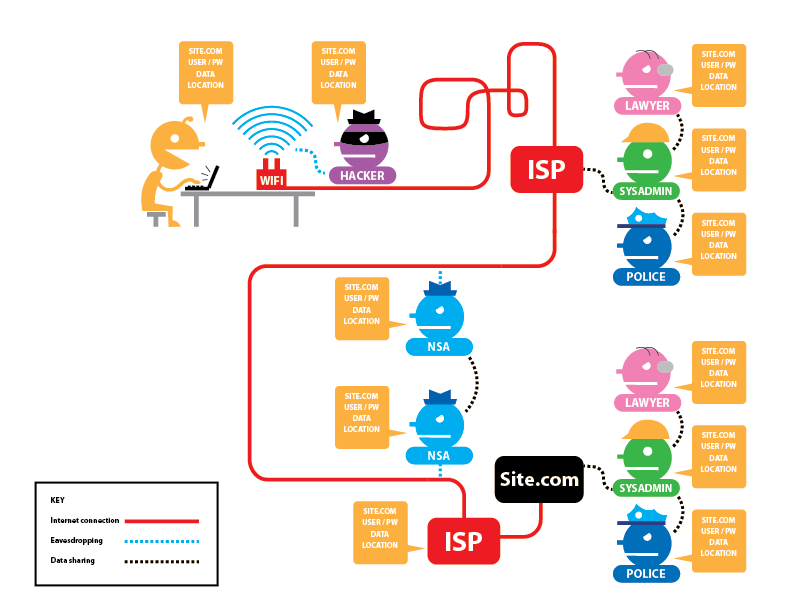 SITE.COM
USER / PW
DATA
LOCATION
SITE.COM
USER / PW
DATA
LOCATION
WIFI
HACKER
ISP
SITE.COM
USER / PW
DATA
LOCATION
LAWYER
SITE.COM
USER / PW
DATA
LOCATION
SYSADMIN
SITE.COM
USER / PW
DATA
LOCATION
POLICE
SITE.COM
USER / PW
DATA
LOCATION
NSA
SITE.COM
USER / PW
DATA
LOCATION
NSA
SITE.COM
USER / PW
DATA
LOCATION
ISP
Site.com
SITE.COM
USER / PW
DATA
LOCATION
LAWYER
SITE.COM
USER / PW
DATA
LOCATION
SYSADMIN
SITE.COM
USER / PW
DATA
LOCATION
POLICE
KEY
Internet connection
Eavesdropping
Data sharing